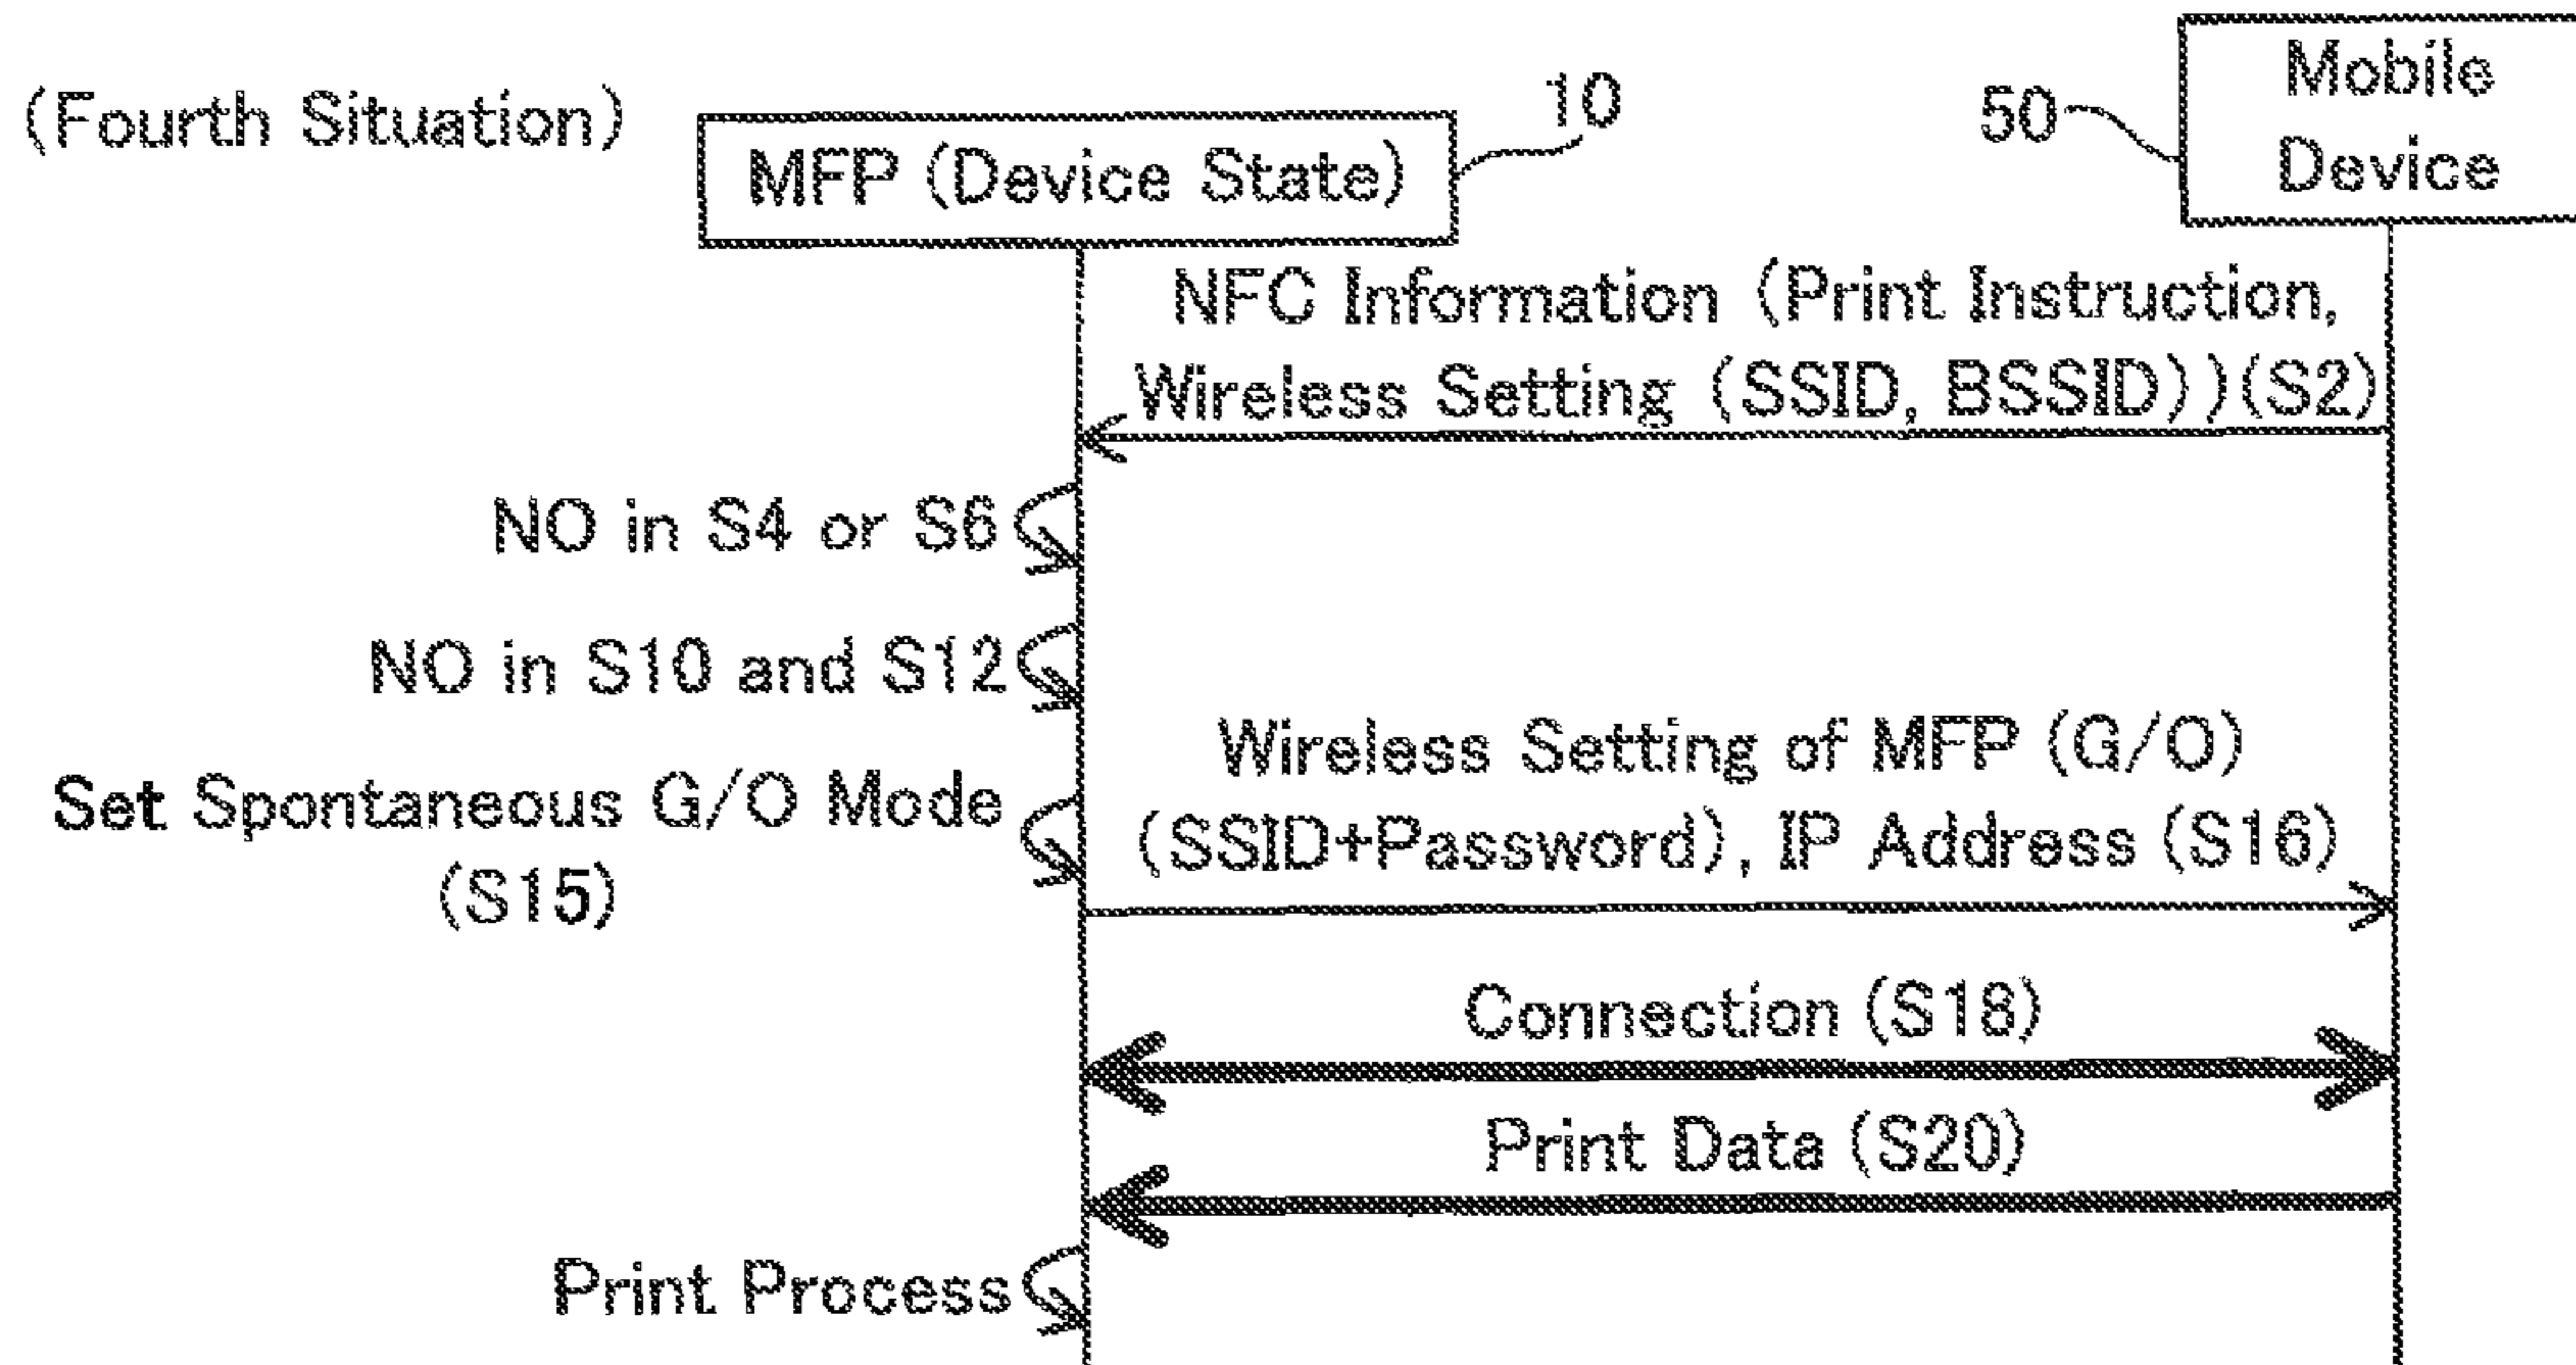 (Fourth Situation)
MFP (Device State)
10
50
Mobile
Device
NFC Information (Print Instruction,
Wireless Setting (SSID, BSSID))(S2)
NO in S4 or S6
NO in S10 and S12
Set Spontaneous G/O Mode
(S15)
Wireless Setting of MFP (G/O)
(SSID+Password), IP Address (S16)
Connection (S18)
Print Data (S20)
Print Process